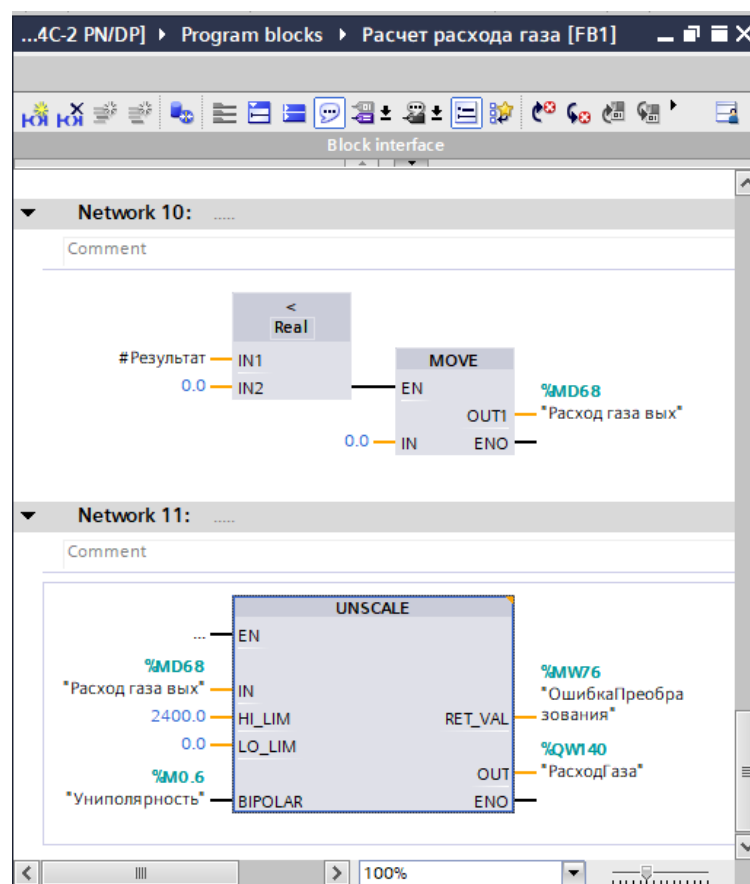 ...4C-2 PN/DP] ▸ Program blocks ▸ Расчет расхода газа [FB1]
Block interface
Network 10: .....
Comment
<
Real
#Результат
IN1
0.0
IN2
MOVE
EN
%MD68
OUT1
"Расход газа вых"
0.0
IN
ENO
Network 11: .....
Comment
UNSCALE
...
EN
%MD68
"Расход газа вых"
IN
%MW76
"ОшибкаПреобра
2400.0
HI_LIM
RET_VAL
зования"
0.0
LO_LIM
%QW140
OUT
"РасходГаза"
%M0.6
"Униполярность"
BIPOLAR
ENO
100%